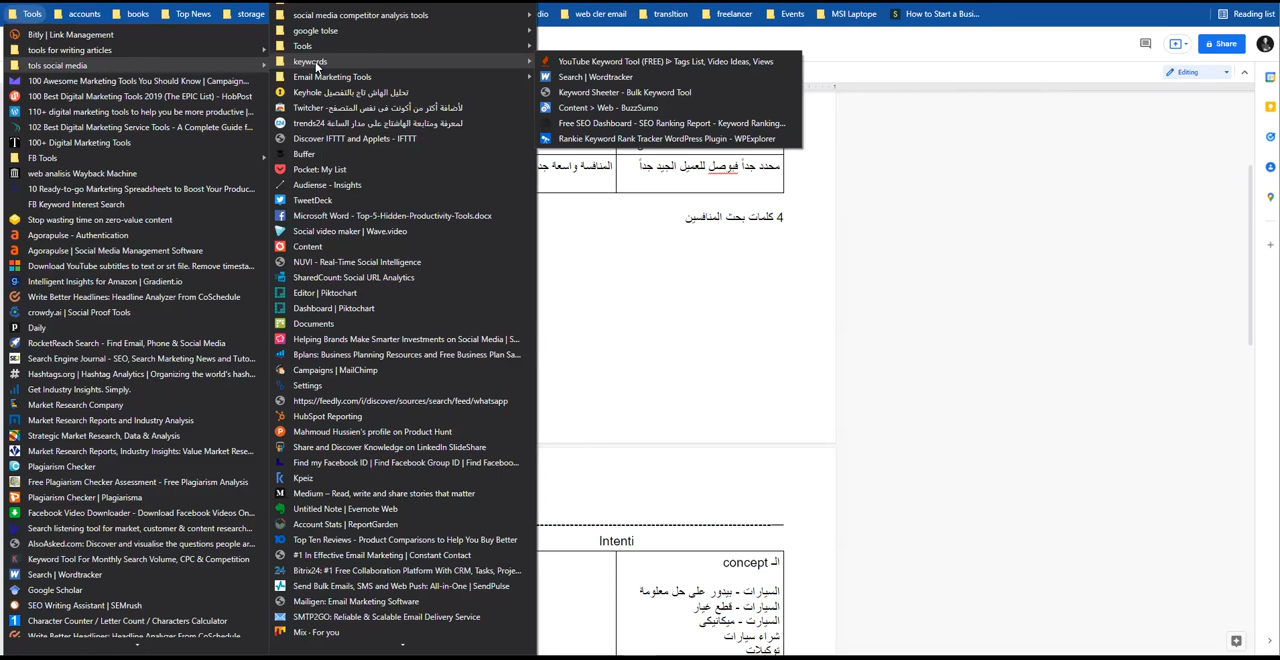 Tools
accounts
books
Top News
storage
dio
web cler email
transltion
freelancer
Events
MSI Laptope
How to Start a Busi...
Reading list
Share
Editing
Bitly | Link Management
tools for writing articles
tols social media
100 Awesome Marketing Tools You Should Know | Campaign...
100 Best Digital Marketing Tools 2019 (The EPIC List) - HobPost
110+ digital marketing tools to help you be more productive |...
102 Best Digital Marketing Service Tools - A Complete Guide f...
100+ Digital Marketing Tools
FB Tools
web analisis Wayback Machine
10 Ready-to-go Marketing Spreadsheets to Boost Your Produc...
FB Keyword Interest Search
Stop wasting time on zero-value content
Agorapulse - Authentication
Agorapulse | Social Media Management Software
Download YouTube subtitles to text or srt file. Remove timesta...
Intelligent Insights for Amazon | Gradient.io
Write Better Headlines: Headline Analyzer From CoSchedule
crowdy.ai | Social Proof Tools
Daily
RocketReach Search - Find Email, Phone & Social Media
Search Engine Journal - SEO, Search Marketing News and Tuto...
Hashtags.org | Hashtag Analytics | Organizing the world's hash...
Get Industry Insights. Simply.
Market Research Company
Market Research Reports and Industry Analysis
Strategic Market Research, Data & Analysis
Market Research Reports, Industry Insights: Value Market Rese...
Plagiarism Checker
Free Plagiarism Checker Assessment - Free Plagiarism Analysis
Plagiarism Checker | Plagiarisma
Facebook Video Downloader - Download Facebook Videos On...
Search listening tool for market, customer & content research...
AlsoAsked.com: Discover and visualise the questions people ar...
Keyword Tool For Monthly Search Volume, CPC & Competition
Search | Wordtracker
Google Scholar
SEO Writing Assistant | SEMrush
Character Counter / Letter Count / Characters Calculator
Write Better Headlines: Headline Analyzer From CoSchedule
social media competitor analysis tools
google tolse
Tools
keywords
Email Marketing Tools
Keyhole تحليل الهاش تاج بالتفصيل
Twitcher -لأضافة أكثر من أكونت فى نفس المتصفح
trends24 لمعرفة ومتابعة الهاشتاج على مدار الساعة
Discover IFTTT and Applets - IFTTT
Buffer
Pocket: My List
Audiense - Insights
TweetDeck
Microsoft Word - Top-5-Hidden-Productivity-Tools.docx
Social video maker | Wave.video
Content
NUVI - Real-Time Social Intelligence
SharedCount: Social URL Analytics
Editor | Piktochart
Dashboard | Piktochart
Documents
Helping Brands Make Smarter Investments on Social Media | S...
Bplans: Business Planning Resources and Free Business Plan Sa...
Campaigns | MailChimp
Settings
https://feedly.com/i/discover/sources/search/feed/whatsapp
HubSpot Reporting
Mahmoud Hussien's profile on Product Hunt
Share and Discover Knowledge on LinkedIn SlideShare
Find my Facebook ID | Find Facebook Group ID | Find Faceboo...
Kpeiz
Medium – Read, write and share stories that matter
Untitled Note | Evernote Web
Account Stats | ReportGarden
Top Ten Reviews - Product Comparisons to Help You Buy Better
#1 In Effective Email Marketing | Constant Contact
Bitrix24: #1 Free Collaboration Platform With CRM, Tasks, Proje...
Send Bulk Emails, SMS and Web Push: All-in-One | SendPulse
Mailigen: Email Marketing Software
SMTP2GO: Reliable & Scalable Email Delivery Service
Mix · For you
YouTube Keyword Tool (FREE) ᐈ Tags List, Video Ideas, Views
Search | Wordtracker
Keyword Sheeter - Bulk Keyword Tool
Content > Web - BuzzSumo
Free SEO Dashboard - SEO Ranking Report - Keyword Ranking...
Rankie Keyword Rank Tracker WordPress Plugin - WPExplorer
محدد جداً فيوصل للعميل الجيد جداً
المنافسة واسعة جد
4 كلمات بحث المنافسين
Intenti
الـ concept
السيارات - بيدور على حل معلومة
السيارات - قطع غيار
السيارت - ميكانيكى
شراء سيارات
توكيلات